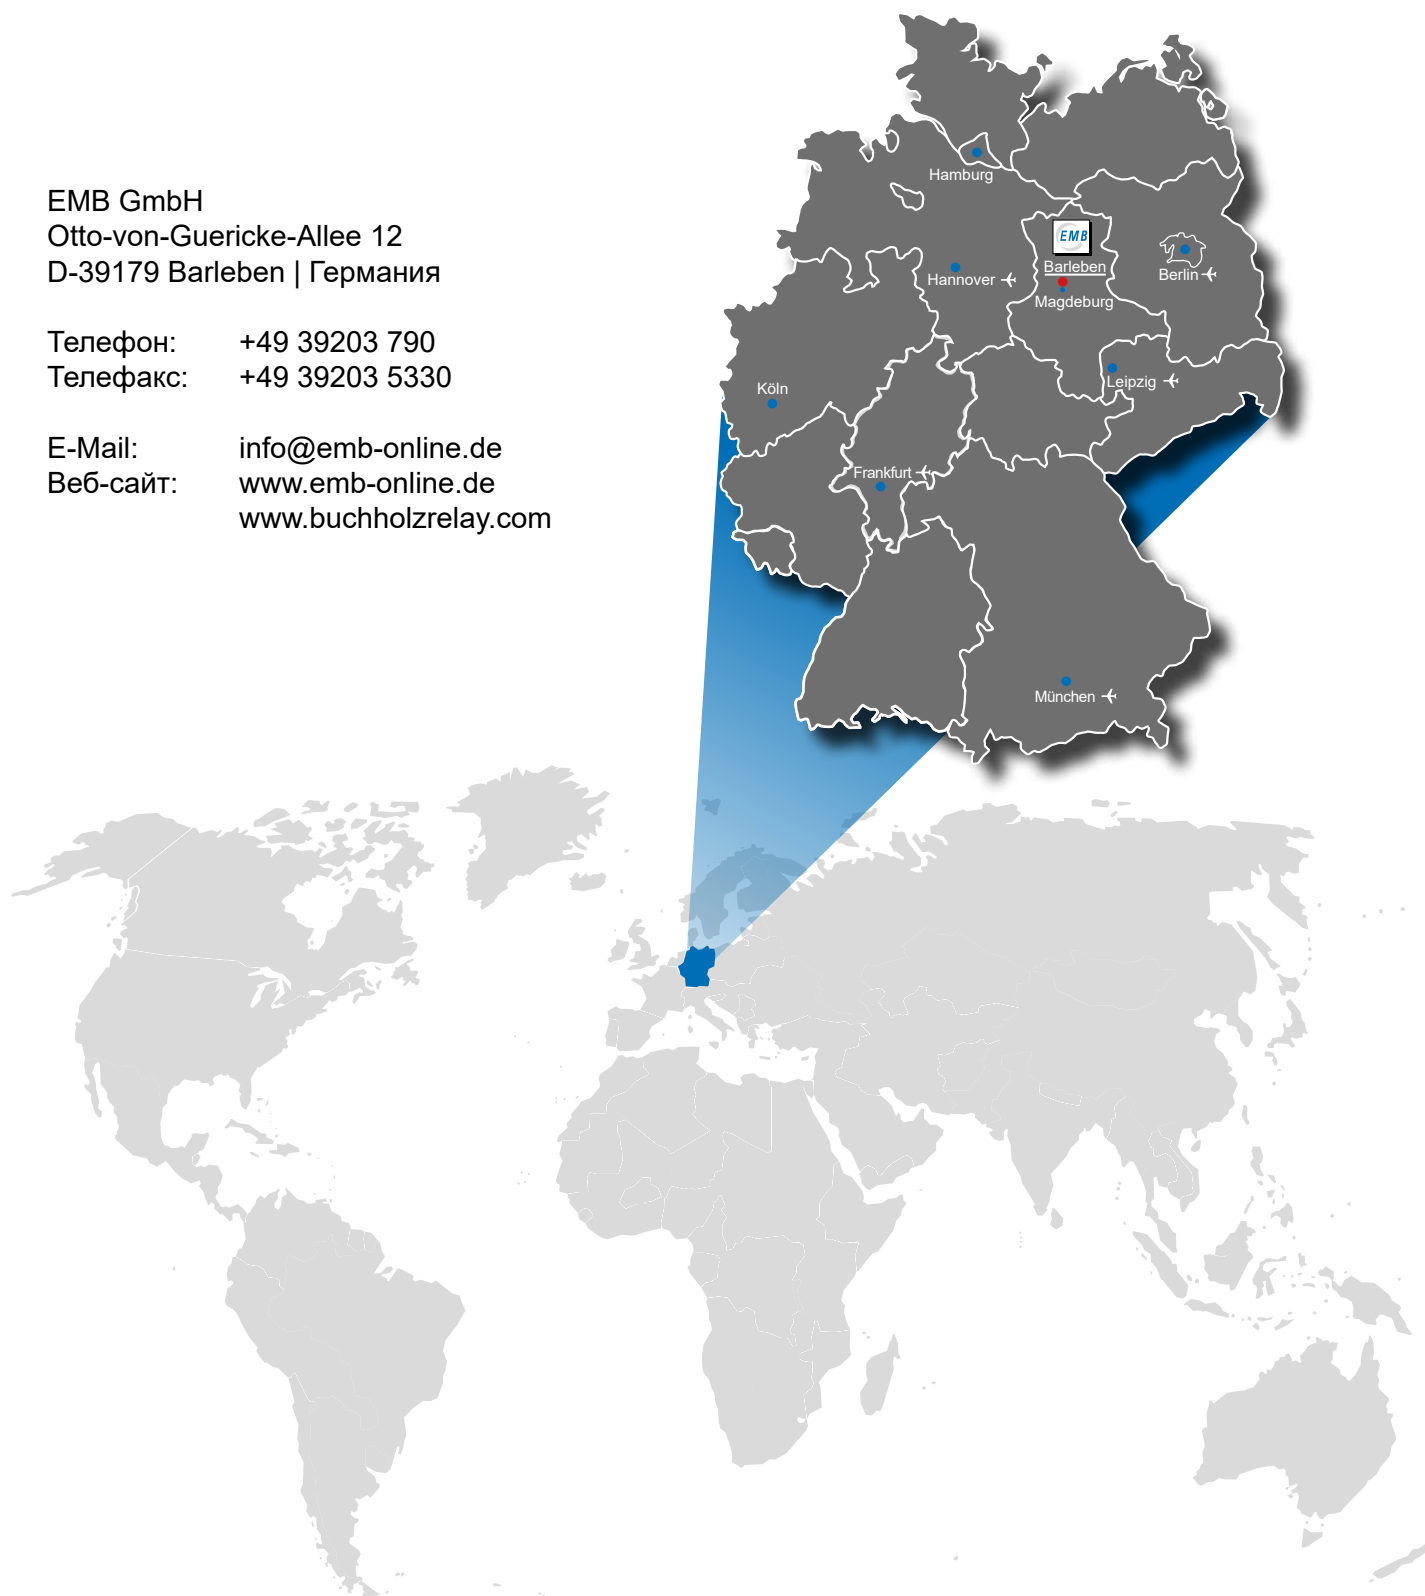 EMB GmbH
Otto-von-Guericke-Allee 12
D-39179 Barleben | Германия
Телефон: +49 39203 790
Телефакс: +49 39203 5330
E-Mail: info@emb-online.de
Веб-сайт: www.emb-online.de
www.buchholzrelay.com
Hamburg
EMB
Barleben
Hannover
Berlin
Magdeburg
Leipzig
Köln
Frankfurt
München